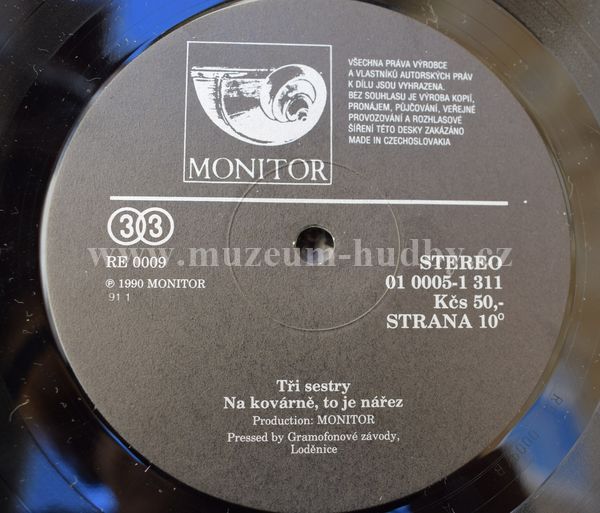 VŠECHNA PRÁVA VÝROBCE
A VLASTNÍKŮ AUTORSKÝCH PRÁV
K DÍLU JSOU VYHRAZENA.
BEZ SOUHLASU JE VÝROBA KOPIÍ,
PRONÁJEM, PŮJČOVÁNÍ, VEŘEJNÉ
PROVOZOVÁNÍ A ROZHLASOVÉ
ŠÍŘENÍ TÉTO DESKY ZAKÁZÁNO
MADE IN CZECHOSLOVAKIA
MONITOR
33
www.muzeum-hudby.cz
RE 0009
℗ 1990 MONITOR
91 1
STEREO
01 0005-1 311
Kčs 50,-
STRANA 10°
Tři sestry
Na kovárně, to je nářez
Production: MONITOR
Pressed by Gramofonové závody,
Loděnice